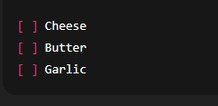 [ ] Cheese
[ ] Butter
[ ] Garlic